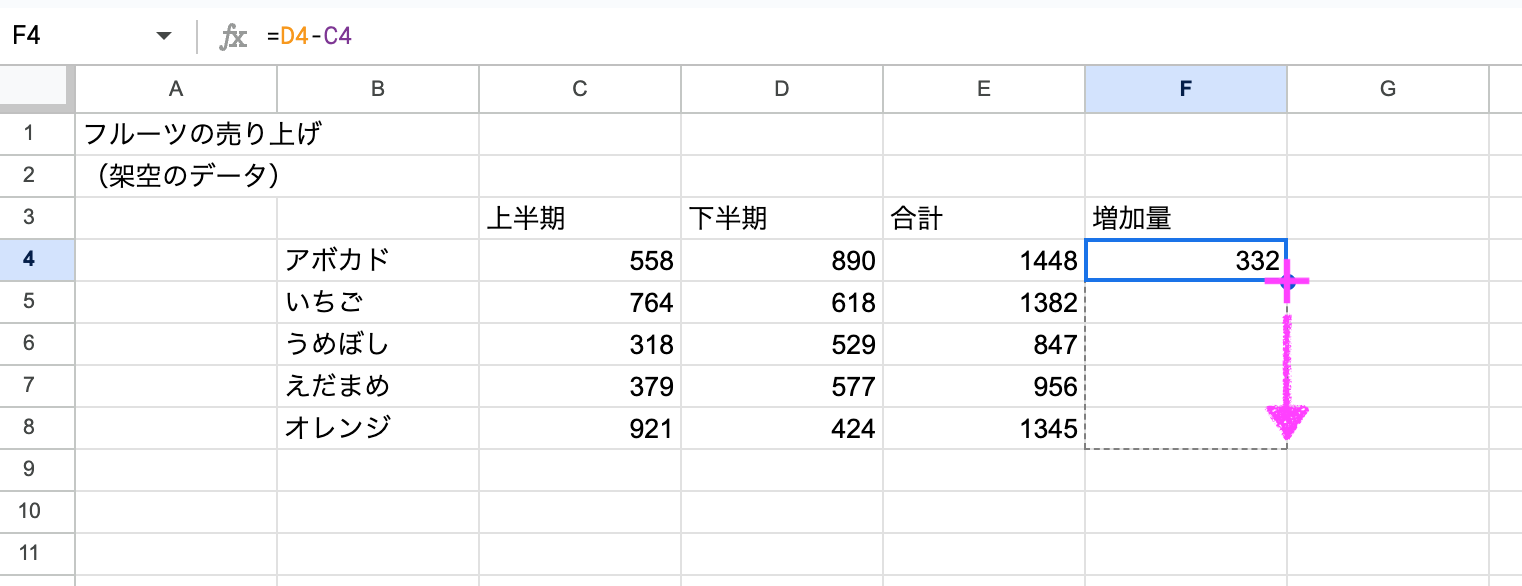 F4 fx =D4-C4
A B C D E F G
1 フルーツの売り上げ
2 （架空のデータ）
3 上半期 下半期 合計 増加量
4 アボカド 558 890 1448 332
5 いちご 764 618 1382
6 うめぼし 318 529 847
7 えだまめ 379 577 956
8 オレンジ 921 424 1345
9
10
11